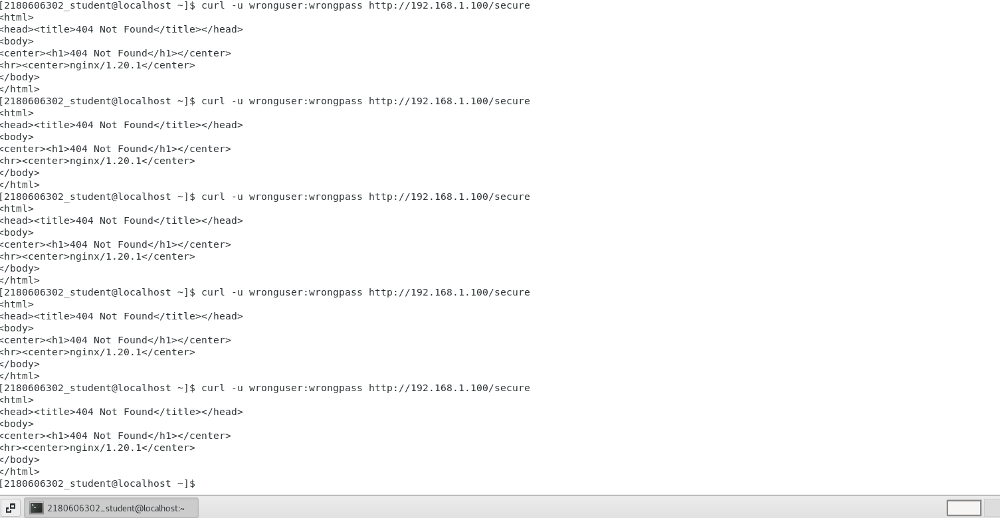 [2180606302_student@localhost ~]$ curl -u wronguser:wrongpass http://192.168.1.100/secure
<html>
<head><title>404 Not Found</title></head>
<body>
<center><h1>404 Not Found</h1></center>
<hr><center>nginx/1.20.1</center>
</body>
</html>
[2180606302_student@localhost ~]$ curl -u wronguser:wrongpass http://192.168.1.100/secure
<html>
<head><title>404 Not Found</title></head>
<body>
<center><h1>404 Not Found</h1></center>
<hr><center>nginx/1.20.1</center>
</body>
</html>
[2180606302_student@localhost ~]$ curl -u wronguser:wrongpass http://192.168.1.100/secure
<html>
<head><title>404 Not Found</title></head>
<body>
<center><h1>404 Not Found</h1></center>
<hr><center>nginx/1.20.1</center>
</body>
</html>
[2180606302_student@localhost ~]$ curl -u wronguser:wrongpass http://192.168.1.100/secure
<html>
<head><title>404 Not Found</title></head>
<body>
<center><h1>404 Not Found</h1></center>
<hr><center>nginx/1.20.1</center>
</body>
</html>
[2180606302_student@localhost ~]$ curl -u wronguser:wrongpass http://192.168.1.100/secure
<html>
<head><title>404 Not Found</title></head>
<body>
<center><h1>404 Not Found</h1></center>
<hr><center>nginx/1.20.1</center>
</body>
</html>
[2180606302_student@localhost ~]$
2180606302_student@localhost:~